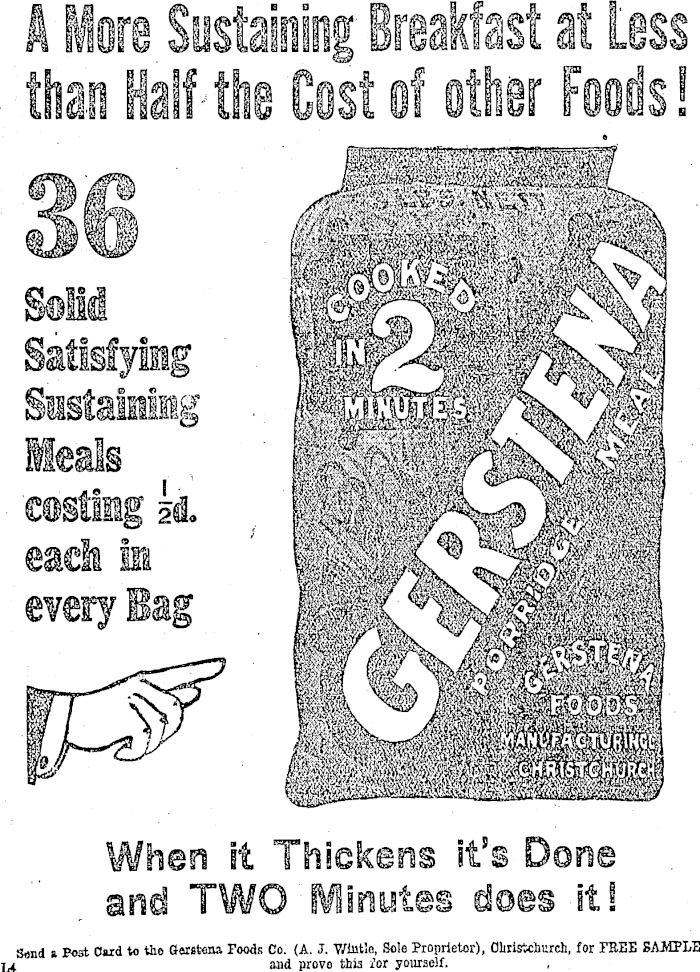 A More Sustaining Breakfast at Less
than Half the Cost of other Foods!
36
Solid
Satisfying
Sustaining
Meals
costing ½d.
each in
every Bag
COOKED
IN 2
MINUTES
GERSTENA
PORRIDGE MEAL
GERSTENA
FOODS
MANUFACTURING
CHRISTCHURCH
When it Thickens it's Done
and TWO Minutes does it!
Send a Post Card to the Gerstena Foods Co. (A. J. Wintle, Sole Proprietor), Christchurch, for FREE SAMPLE
and prove this for yourself.
L4